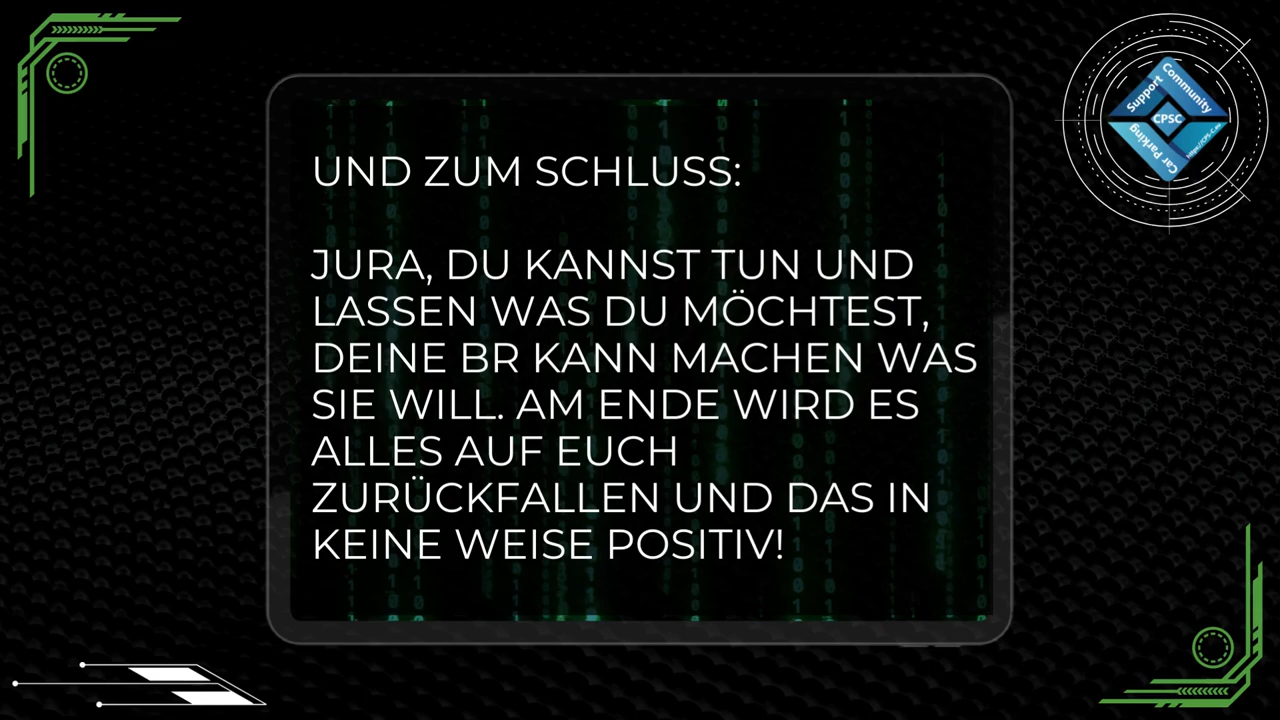 UND ZUM SCHLUSS:
JURA, DU KANNST TUN UND
LASSEN WAS DU MÖCHTEST,
DEINE BR KANN MACHEN WAS
SIE WILL. AM ENDE WIRD ES
ALLES AUF EUCH
ZURÜCKFALLEN UND DAS IN
KEINE WEISE POSITIV!
Support
Community
CPSC
Car Parking